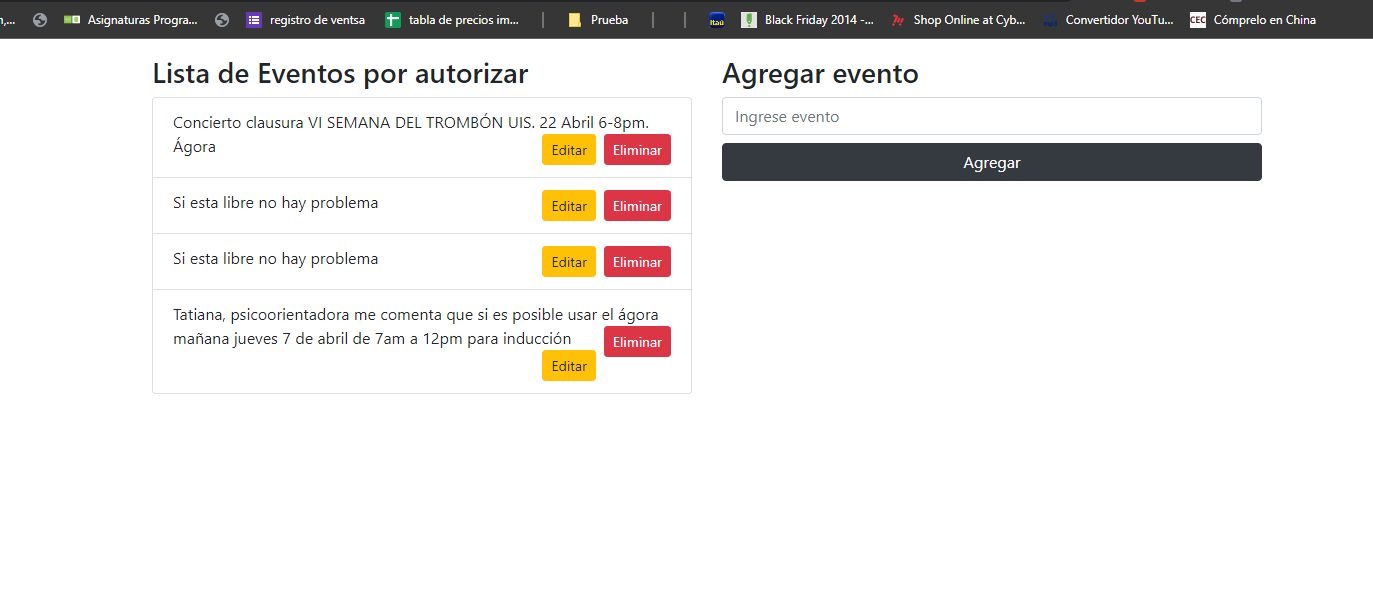 n,...
Asignaturas Progra...
registro de ventsa
tabla de precios im...
Prueba
Itaú
Black Friday 2014 -...
Shop Online at Cyb...
Convertidor YouTu...
CEC
Cómprelo en China
Lista de Eventos por autorizar
Concierto clausura VI SEMANA DEL TROMBÓN UIS. 22 Abril 6-8pm.
Ágora
Editar
Eliminar
Si esta libre no hay problema
Editar
Eliminar
Si esta libre no hay problema
Editar
Eliminar
Tatiana, psicoorientadora me comenta que si es posible usar el ágora
mañana jueves 7 de abril de 7am a 12pm para inducción
Eliminar
Editar
Agregar evento
Ingrese evento
Agregar